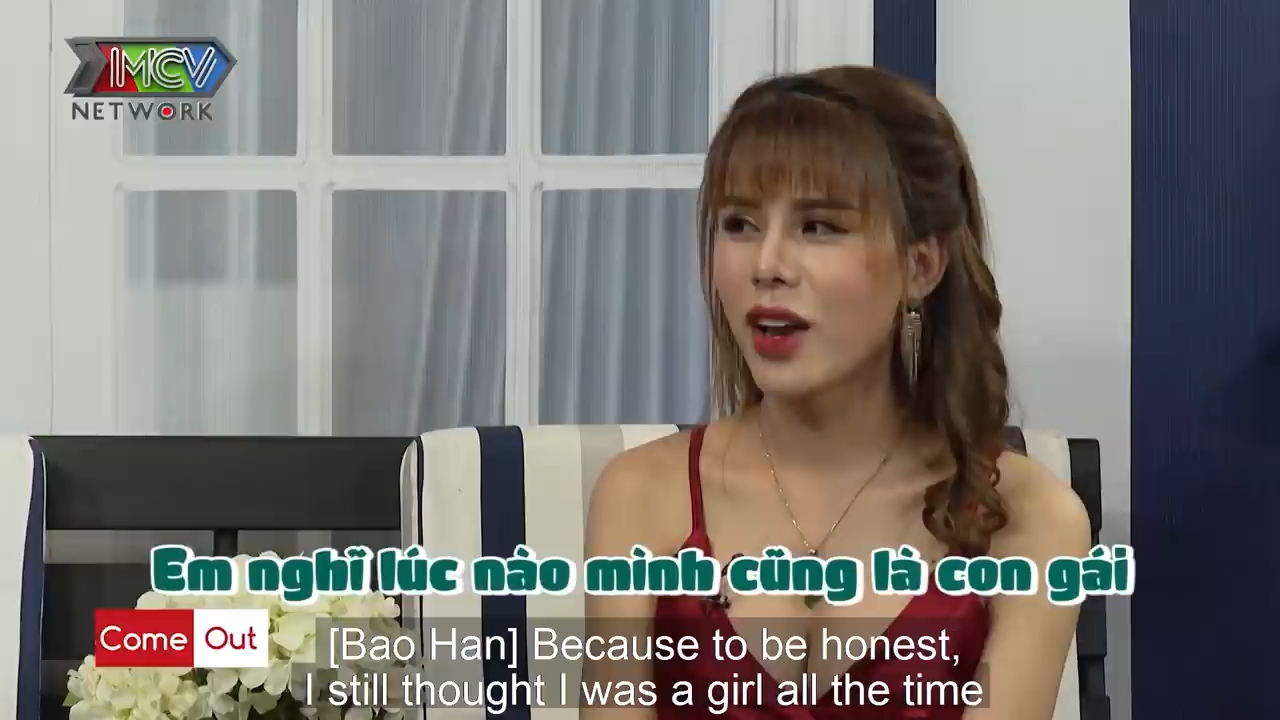 MCV
NETWORK
Em nghĩ lúc nào mình cũng là con gái
Come Out
[Bao Han] Because to be honest,
I still thought I was a girl all the time